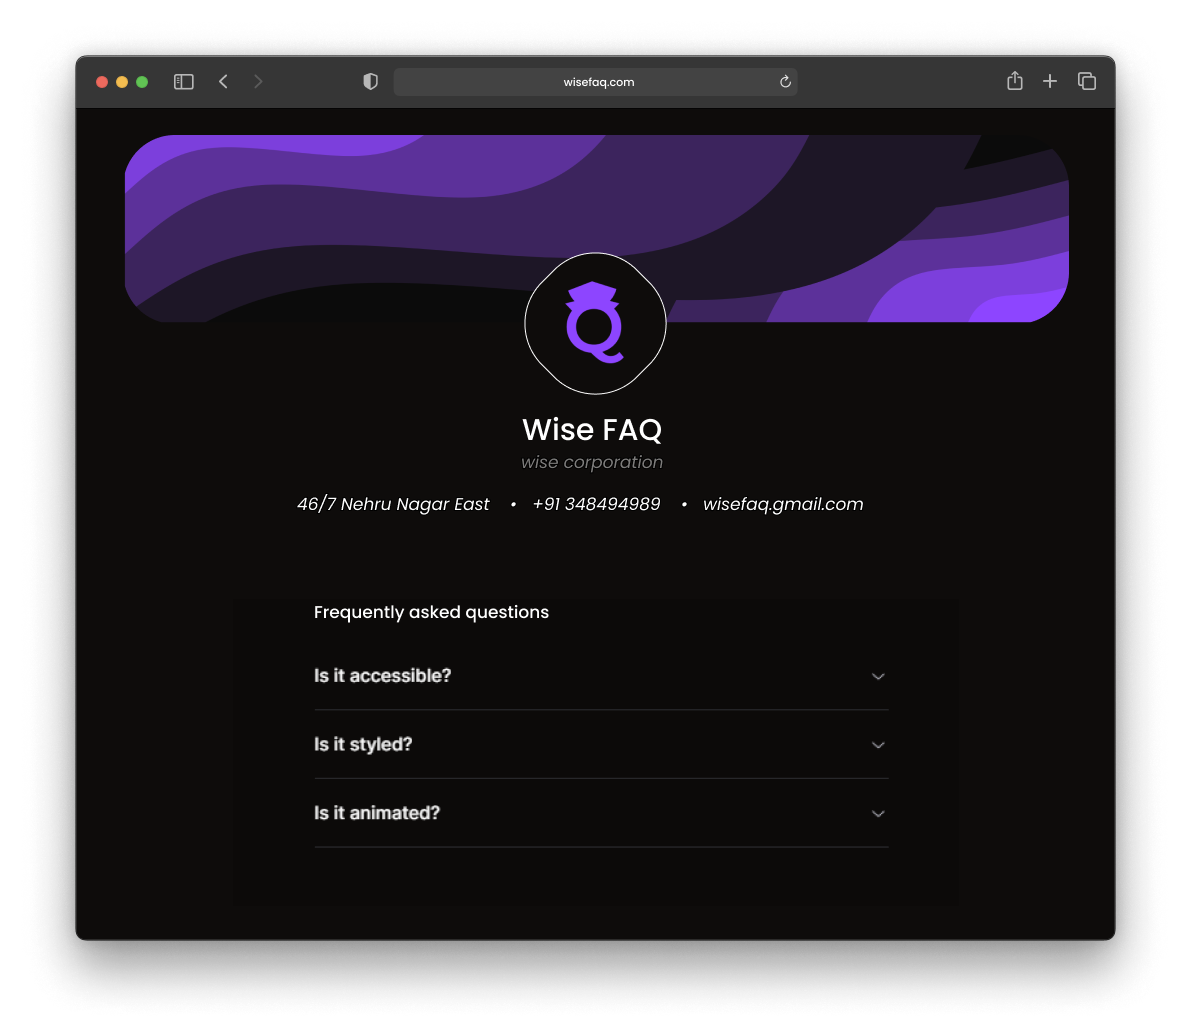 wisefaq.com
Wise FAQ
wise corporation
46/7 Nehru Nagar East • +91 348494989 • wisefaq.gmail.com
Frequently asked questions
Is it accessible?
Is it styled?
Is it animated?